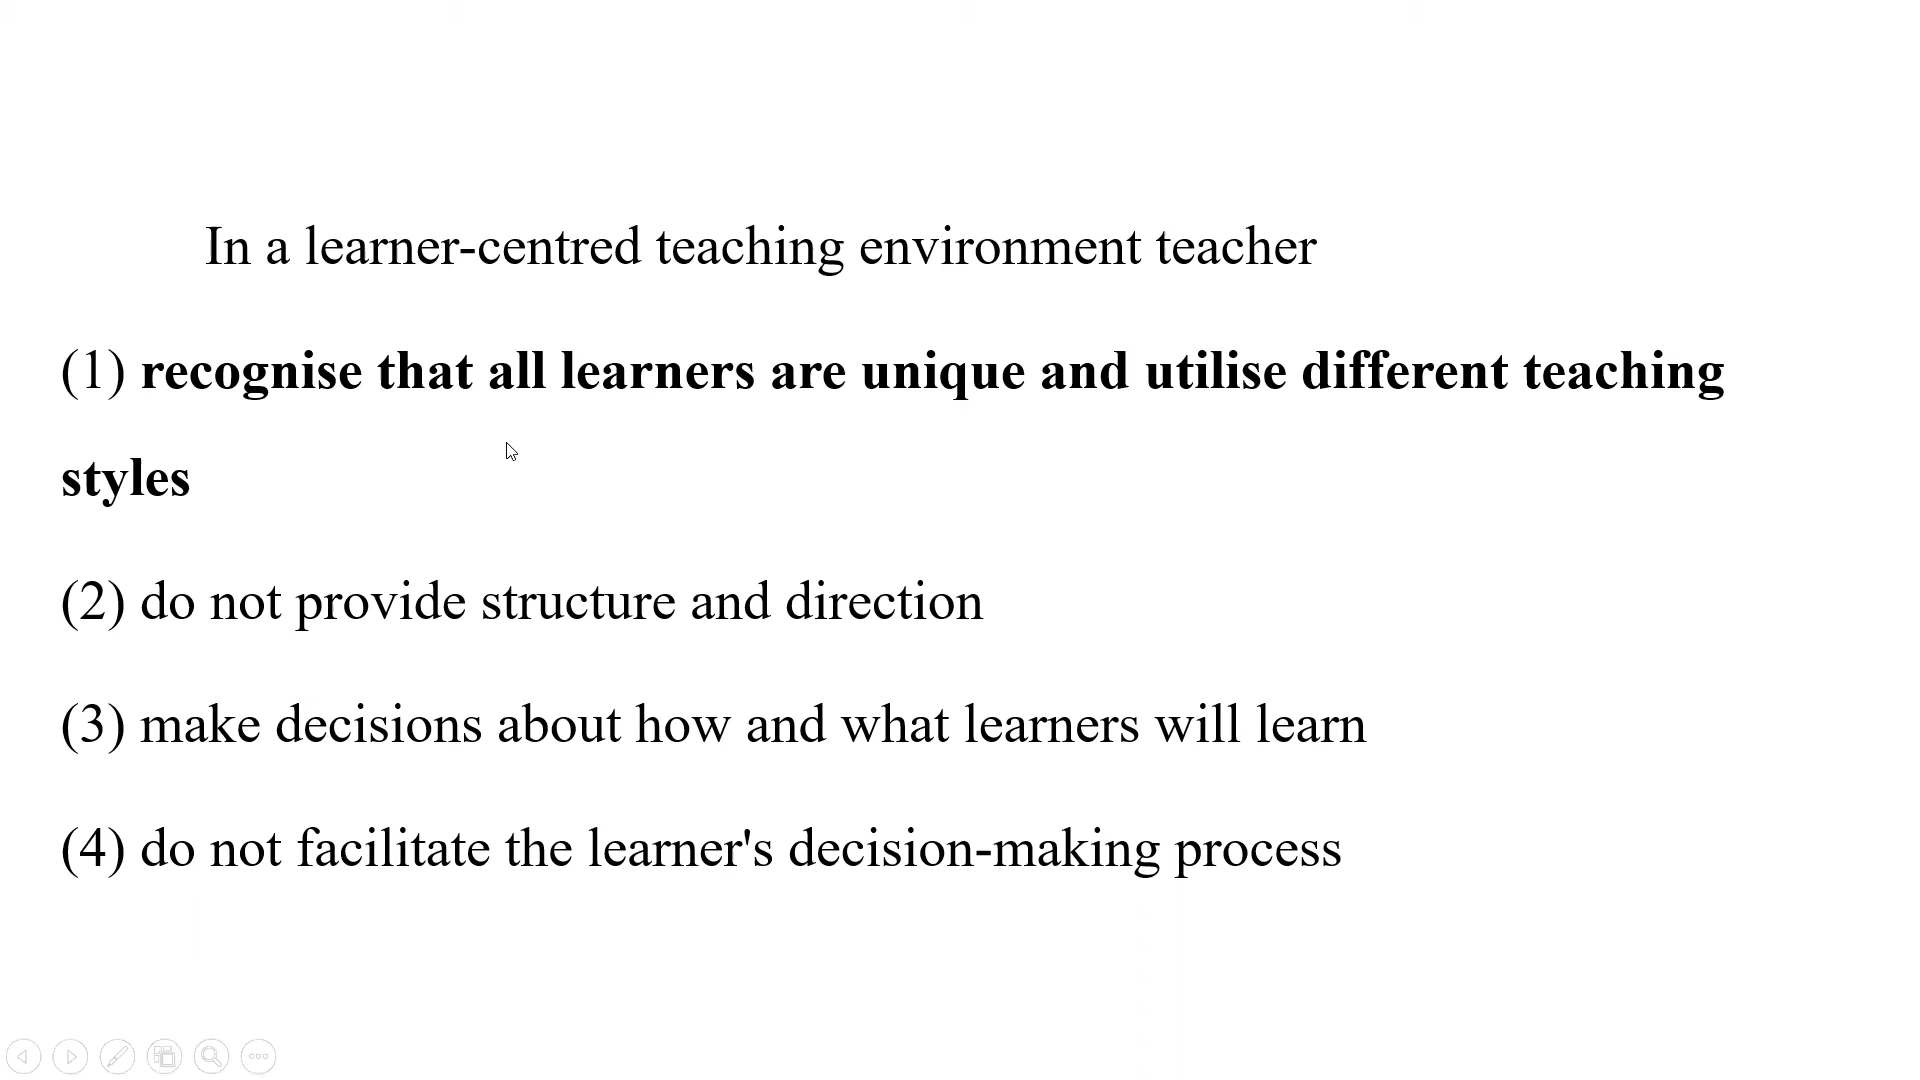 In a learner-centred teaching environment teacher
(1) recognise that all learners are unique and utilise different teaching
styles
(2) do not provide structure and direction
(3) make decisions about how and what learners will learn
(4) do not facilitate the learner's decision-making process